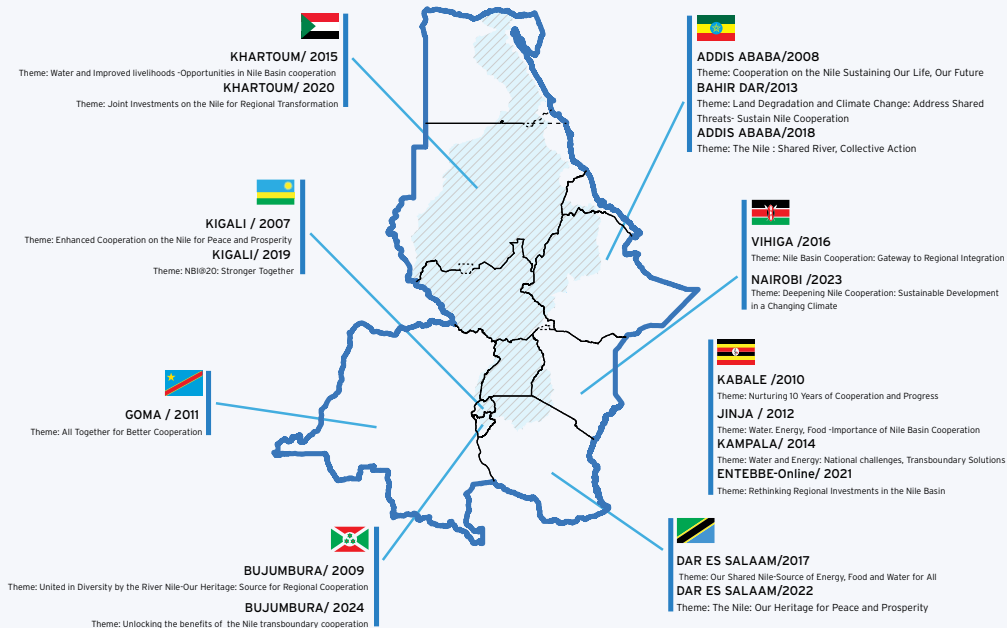 KHARTOUM/ 2015
Theme: Water and Improved livelihoods -Opportunities in Nile Basin cooperation
KHARTOUM/ 2020
Theme: Joint Investments on the Nile for Regional Transformation
KIGALI / 2007
Theme: Enhanced Cooperation on the Nile for Peace and Prosperity
KIGALI/ 2019
Theme: NBI@20: Stronger Together
GOMA / 2011
Theme: All Together for Better Cooperation
BUJUMBURA/ 2009
Theme: United in Diversity by the River Nile-Our Heritage: Source for Regional Cooperation
BUJUMBURA/ 2024
Theme: Unlocking the benefits of the Nile transboundary cooperation
ADDIS ABABA/2008
Theme: Cooperation on the Nile Sustaining Our Life, Our Future
BAHIR DAR/2013
Theme: Land Degradation and Climate Change: Address Shared
Threats- Sustain Nile Cooperation
ADDIS ABABA/2018
Theme: The Nile : Shared River, Collective Action
VIHIGA /2016
Theme: Nile Basin Cooperation: Gateway to Regional Integration
NAIROBI /2023
Theme: Deepening Nile Cooperation: Sustainable Development
in a Changing Climate
KABALE /2010
Theme: Nurturing 10 Years of Cooperation and Progress
JINJA / 2012
Theme: Water. Energy, Food -Importance of Nile Basin Cooperation
KAMPALA/ 2014
Theme: Water and Energy: National challenges, Transboundary Solutions
ENTEBBE-Online/ 2021
Theme: Rethinking Regional Investments in the Nile Basin
DAR ES SALAAM/2017
Theme: Our Shared Nile-Source of Energy, Food and Water for All
DAR ES SALAAM/2022
Theme: The Nile: Our Heritage for Peace and Prosperity